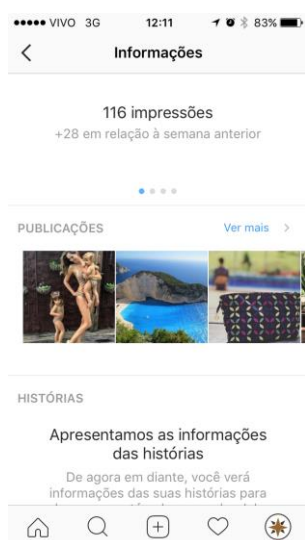 VIVO 3G 12:11 83%
Informações
116 impressões
+28 em relação à semana anterior
PUBLICAÇÕES Ver mais
HISTÓRIAS
Apresentamos as informações
das histórias
De agora em diante, você verá
informações das suas histórias para